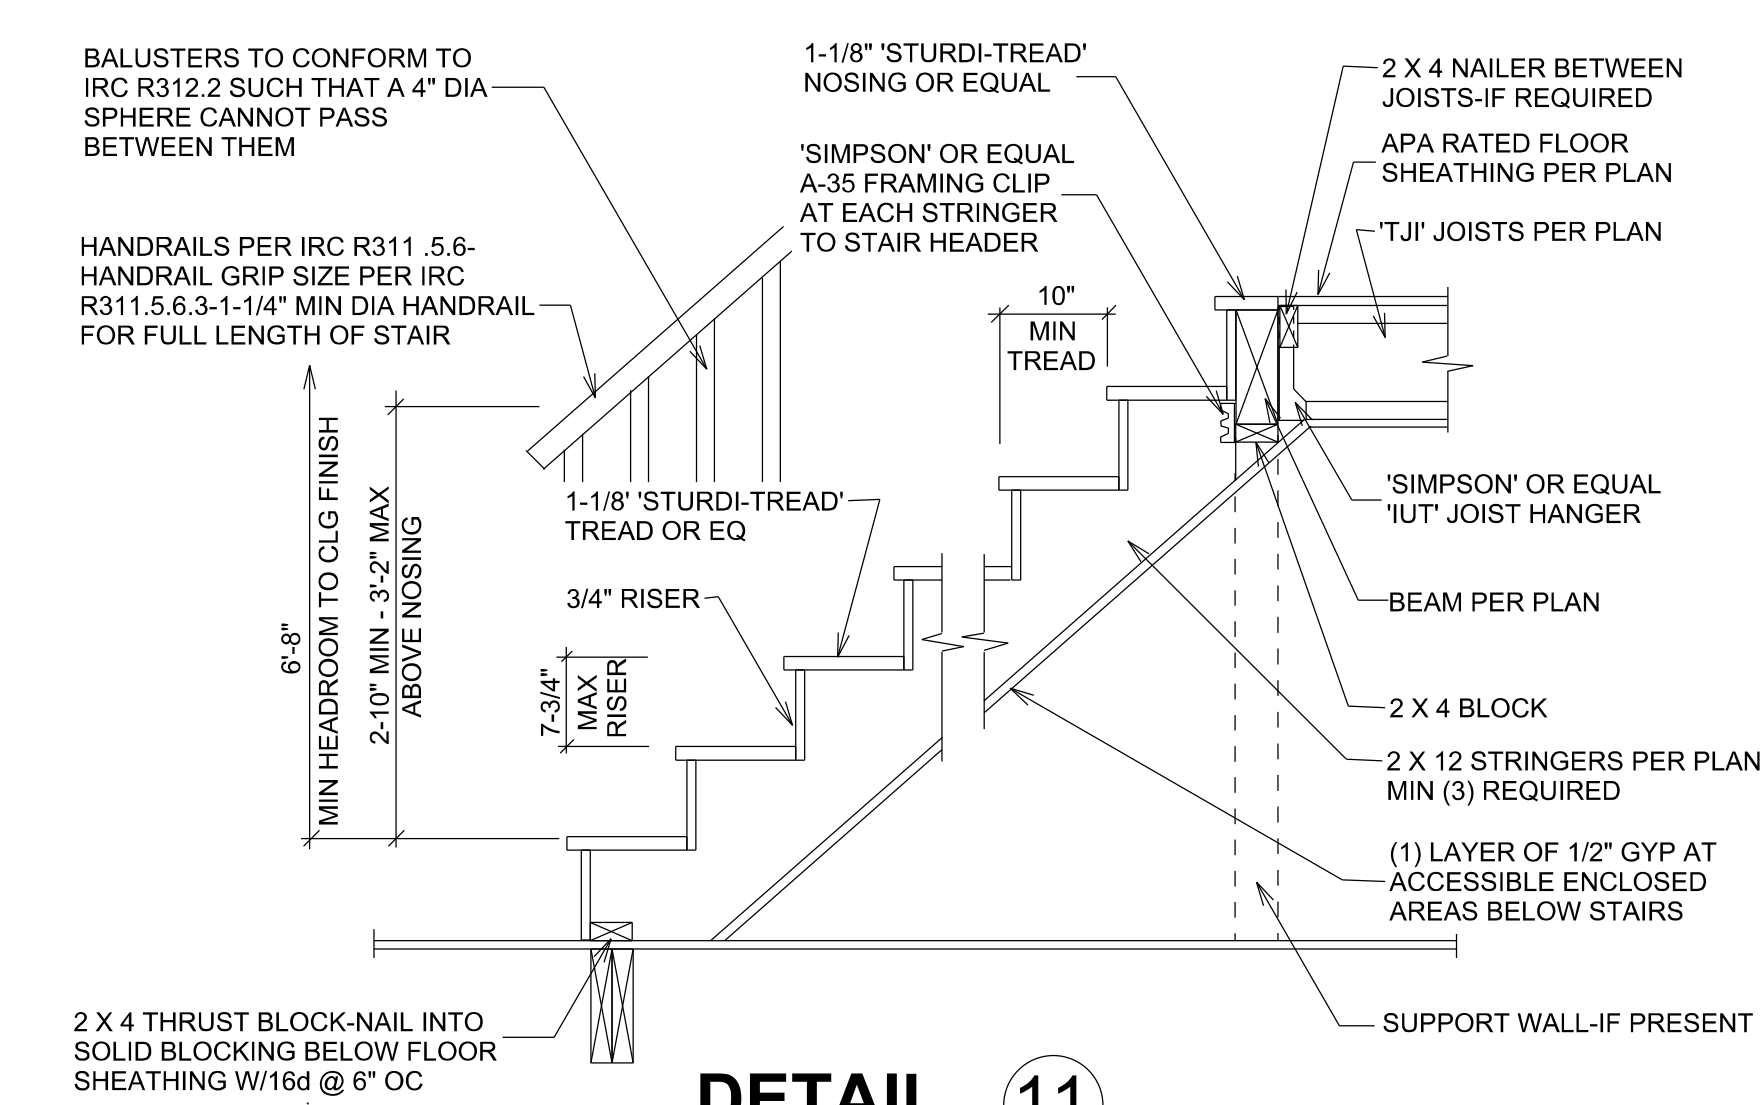 BALUSTERS TO CONFORM TO
IRC R312.2 SUCH THAT A 4" DIA
SPHERE CANNOT PASS
BETWEEN THEM
HANDRAILS PER IRC R311 .5.6-
HANDRAIL GRIP SIZE PER IRC
R311.5.6.3-1-1/4" MIN DIA HANDRAIL
FOR FULL LENGTH OF STAIR
1-1/8" 'STURDI-TREAD'
NOSING OR EQUAL
'SIMPSON' OR EQUAL
A-35 FRAMING CLIP
AT EACH STRINGER
TO STAIR HEADER
10"
MIN
TREAD
2 X 4 NAILER BETWEEN
JOISTS-IF REQUIRED
APA RATED FLOOR
SHEATHING PER PLAN
'TJI' JOISTS PER PLAN
6'-8"
MIN HEADROOM TO CLG FINISH
2-10" MIN - 3'-2" MAX
ABOVE NOSING
1-1/8' 'STURDI-TREAD'
TREAD OR EQ
3/4" RISER
7-3/4"
MAX
RISER
'SIMPSON' OR EQUAL
'IUT' JOIST HANGER
BEAM PER PLAN
2 X 4 BLOCK
2 X 12 STRINGERS PER PLAN
MIN (3) REQUIRED
(1) LAYER OF 1/2" GYP AT
ACCESSIBLE ENCLOSED
AREAS BELOW STAIRS
SUPPORT WALL-IF PRESENT
2 X 4 THRUST BLOCK-NAIL INTO
SOLID BLOCKING BELOW FLOOR
SHEATHING W/16d @ 6" OC
DETAIL 11